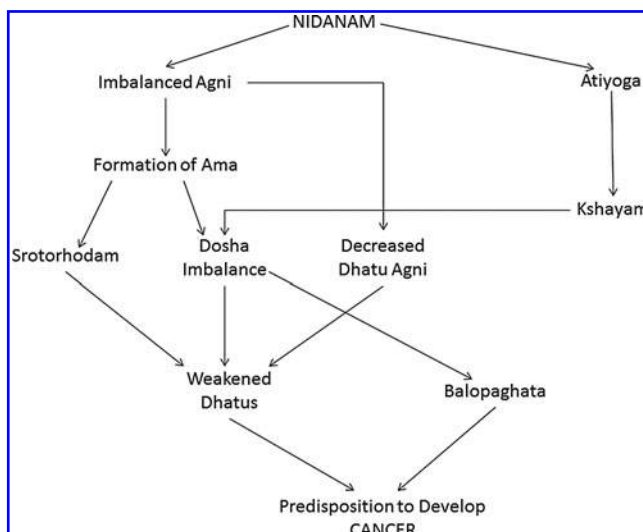 NIDANAM
Imbalanced Agni
Atiyoga
Formation of Ama
Kshayam
Srotorhodam
Dosha
Imbalance
Decreased
Dhatu Agni
Weakened
Dhatus
Balopaghata
Predisposition to Develop
CANCER